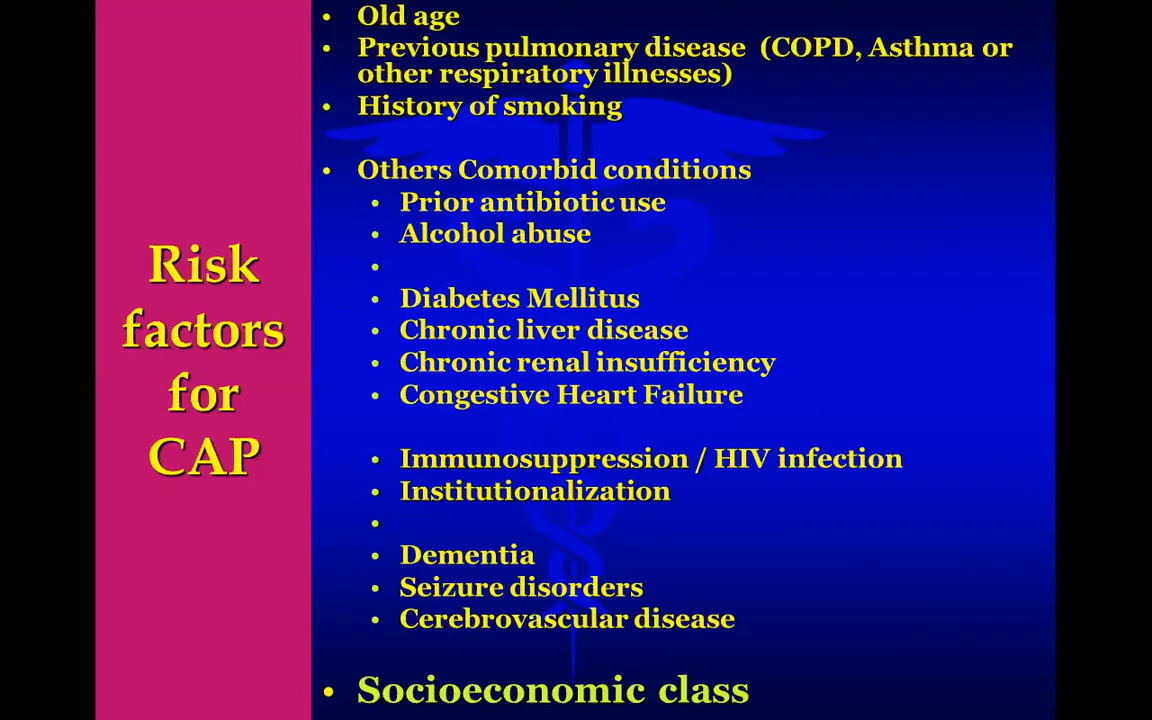 Risk
factors
for
CAP
• Old age
• Previous pulmonary disease (COPD, Asthma or
other respiratory illnesses)
• History of smoking
• Others Comorbid conditions
• Prior antibiotic use
• Alcohol abuse
•
• Diabetes Mellitus
• Chronic liver disease
• Chronic renal insufficiency
• Congestive Heart Failure
• Immunosuppression / HIV infection
• Institutionalization
•
• Dementia
• Seizure disorders
• Cerebrovascular disease
• Socioeconomic class